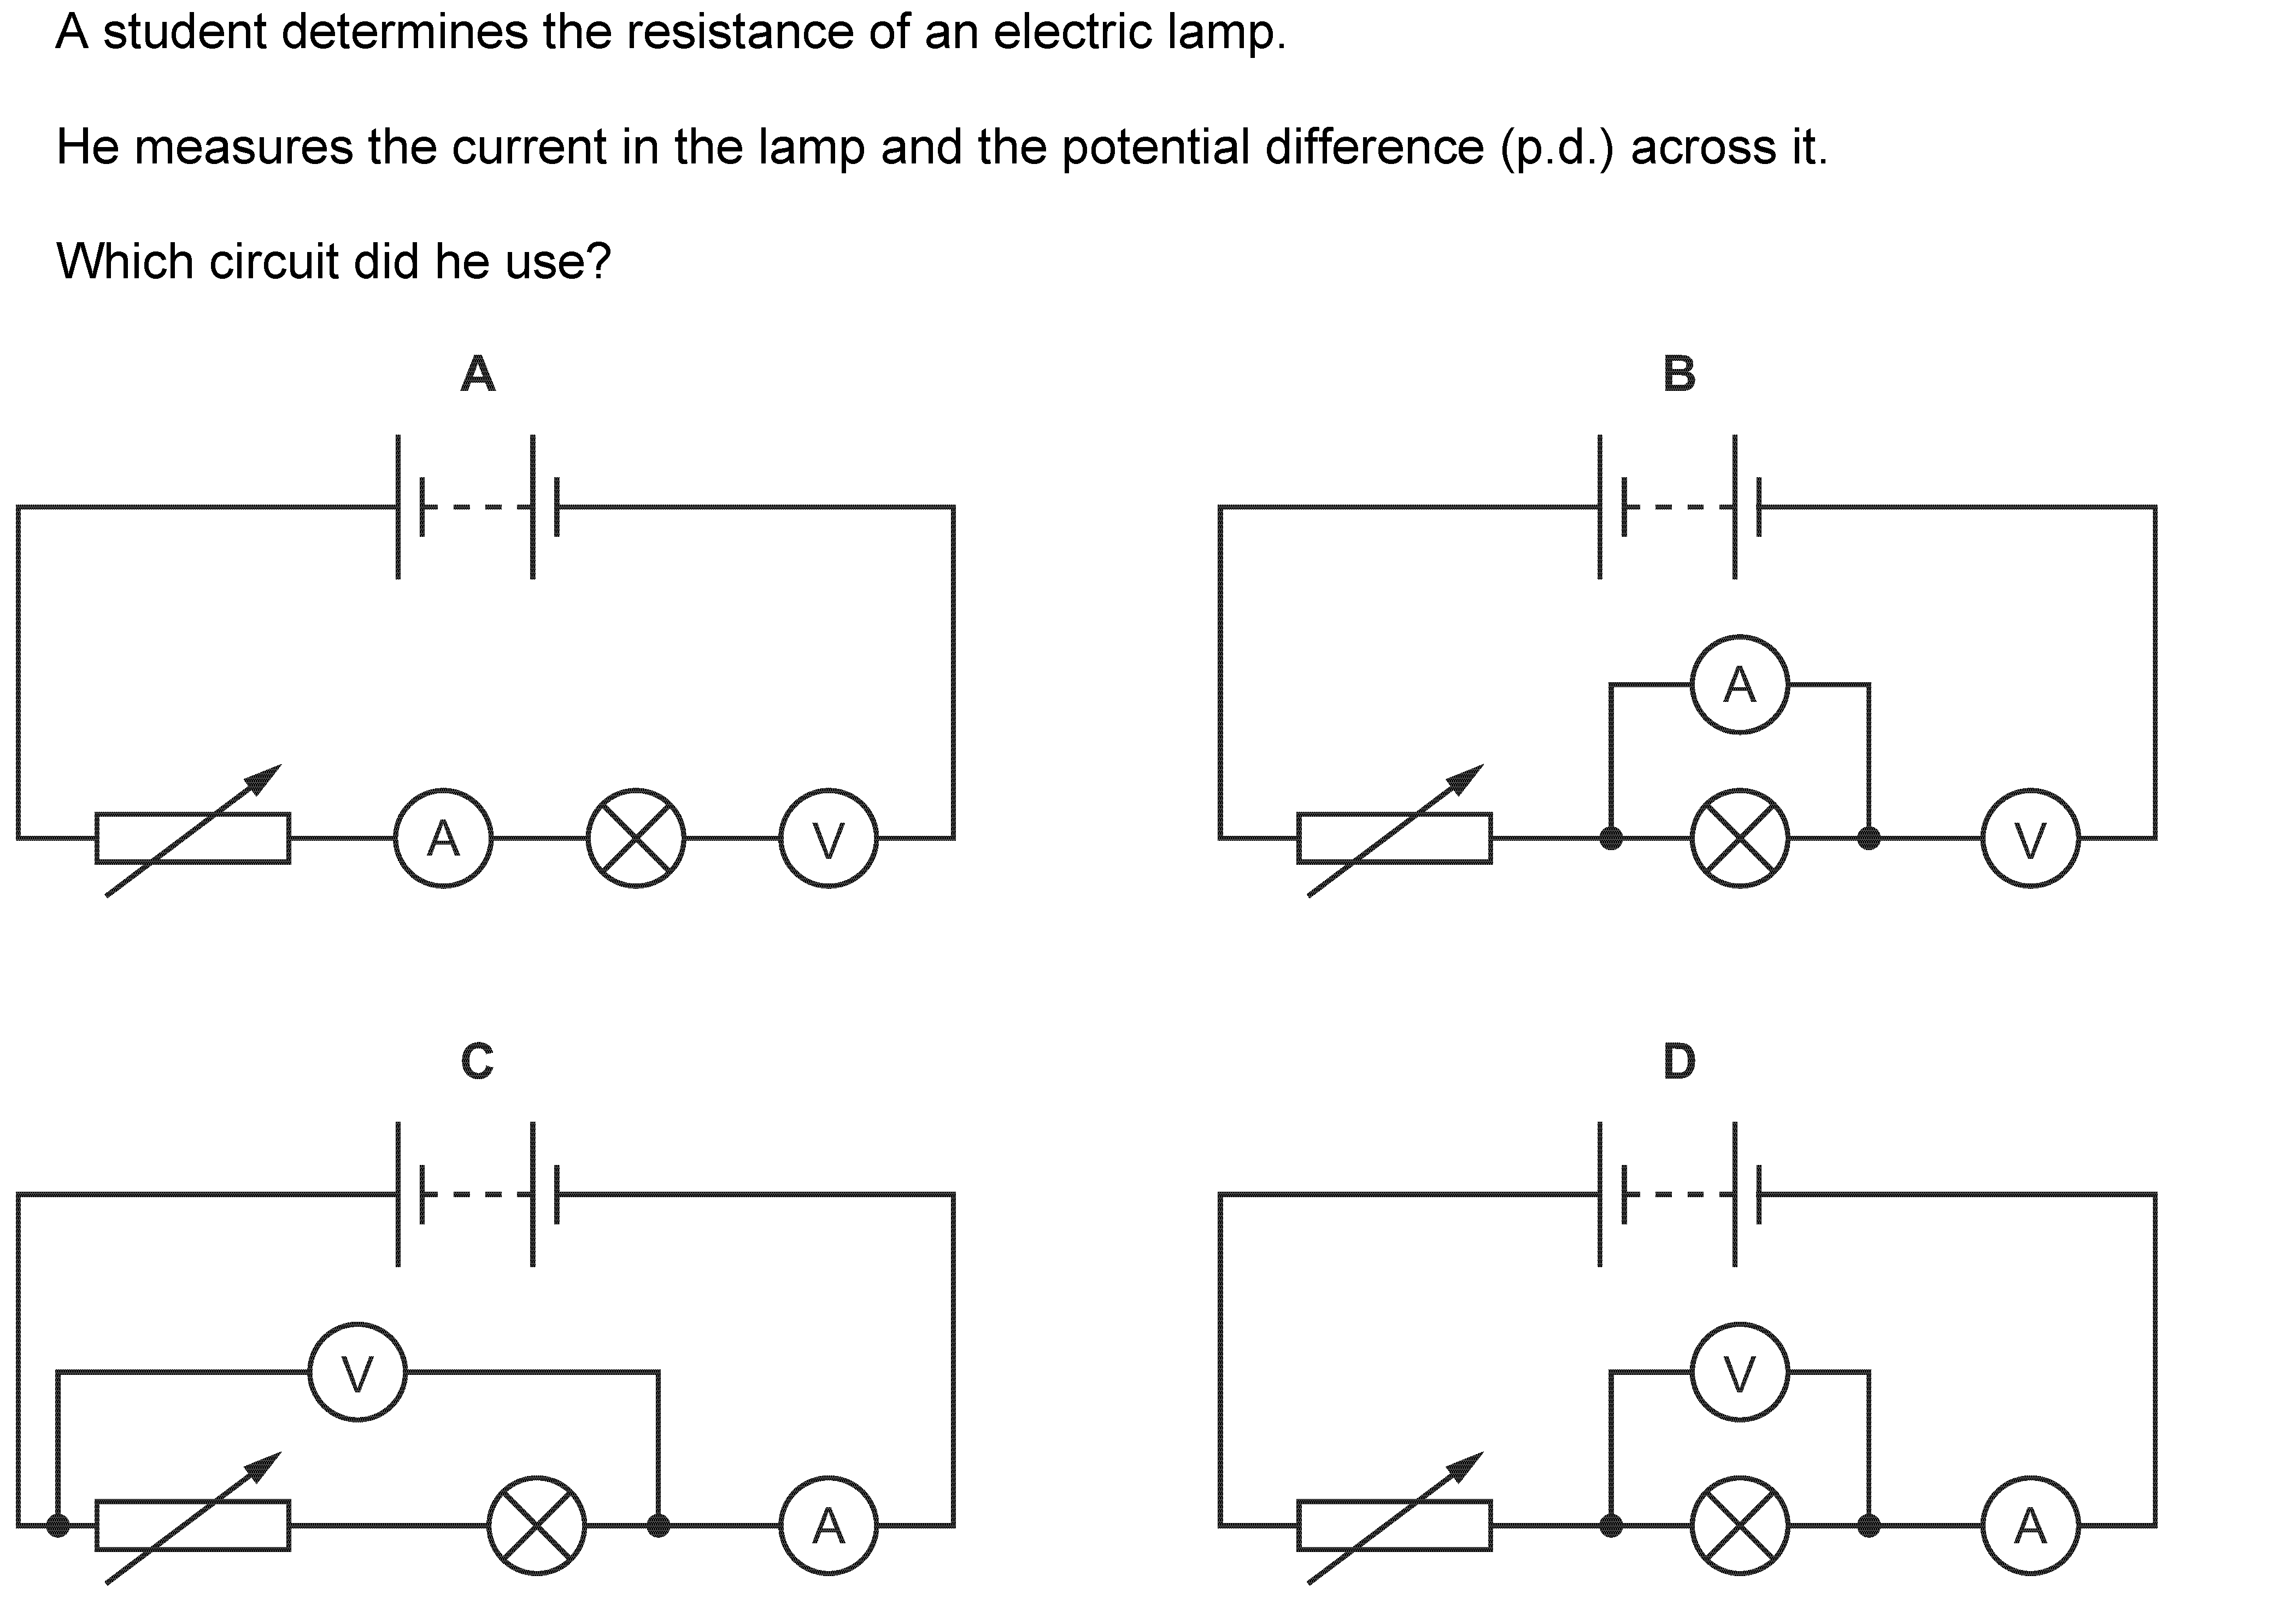 A student determines the resistance of an electric lamp.
He measures the current in the lamp and the potential difference (p.d.) across it.
Which circuit did he use?
A
B
A
A
V
V
C
D
V
V
A
A